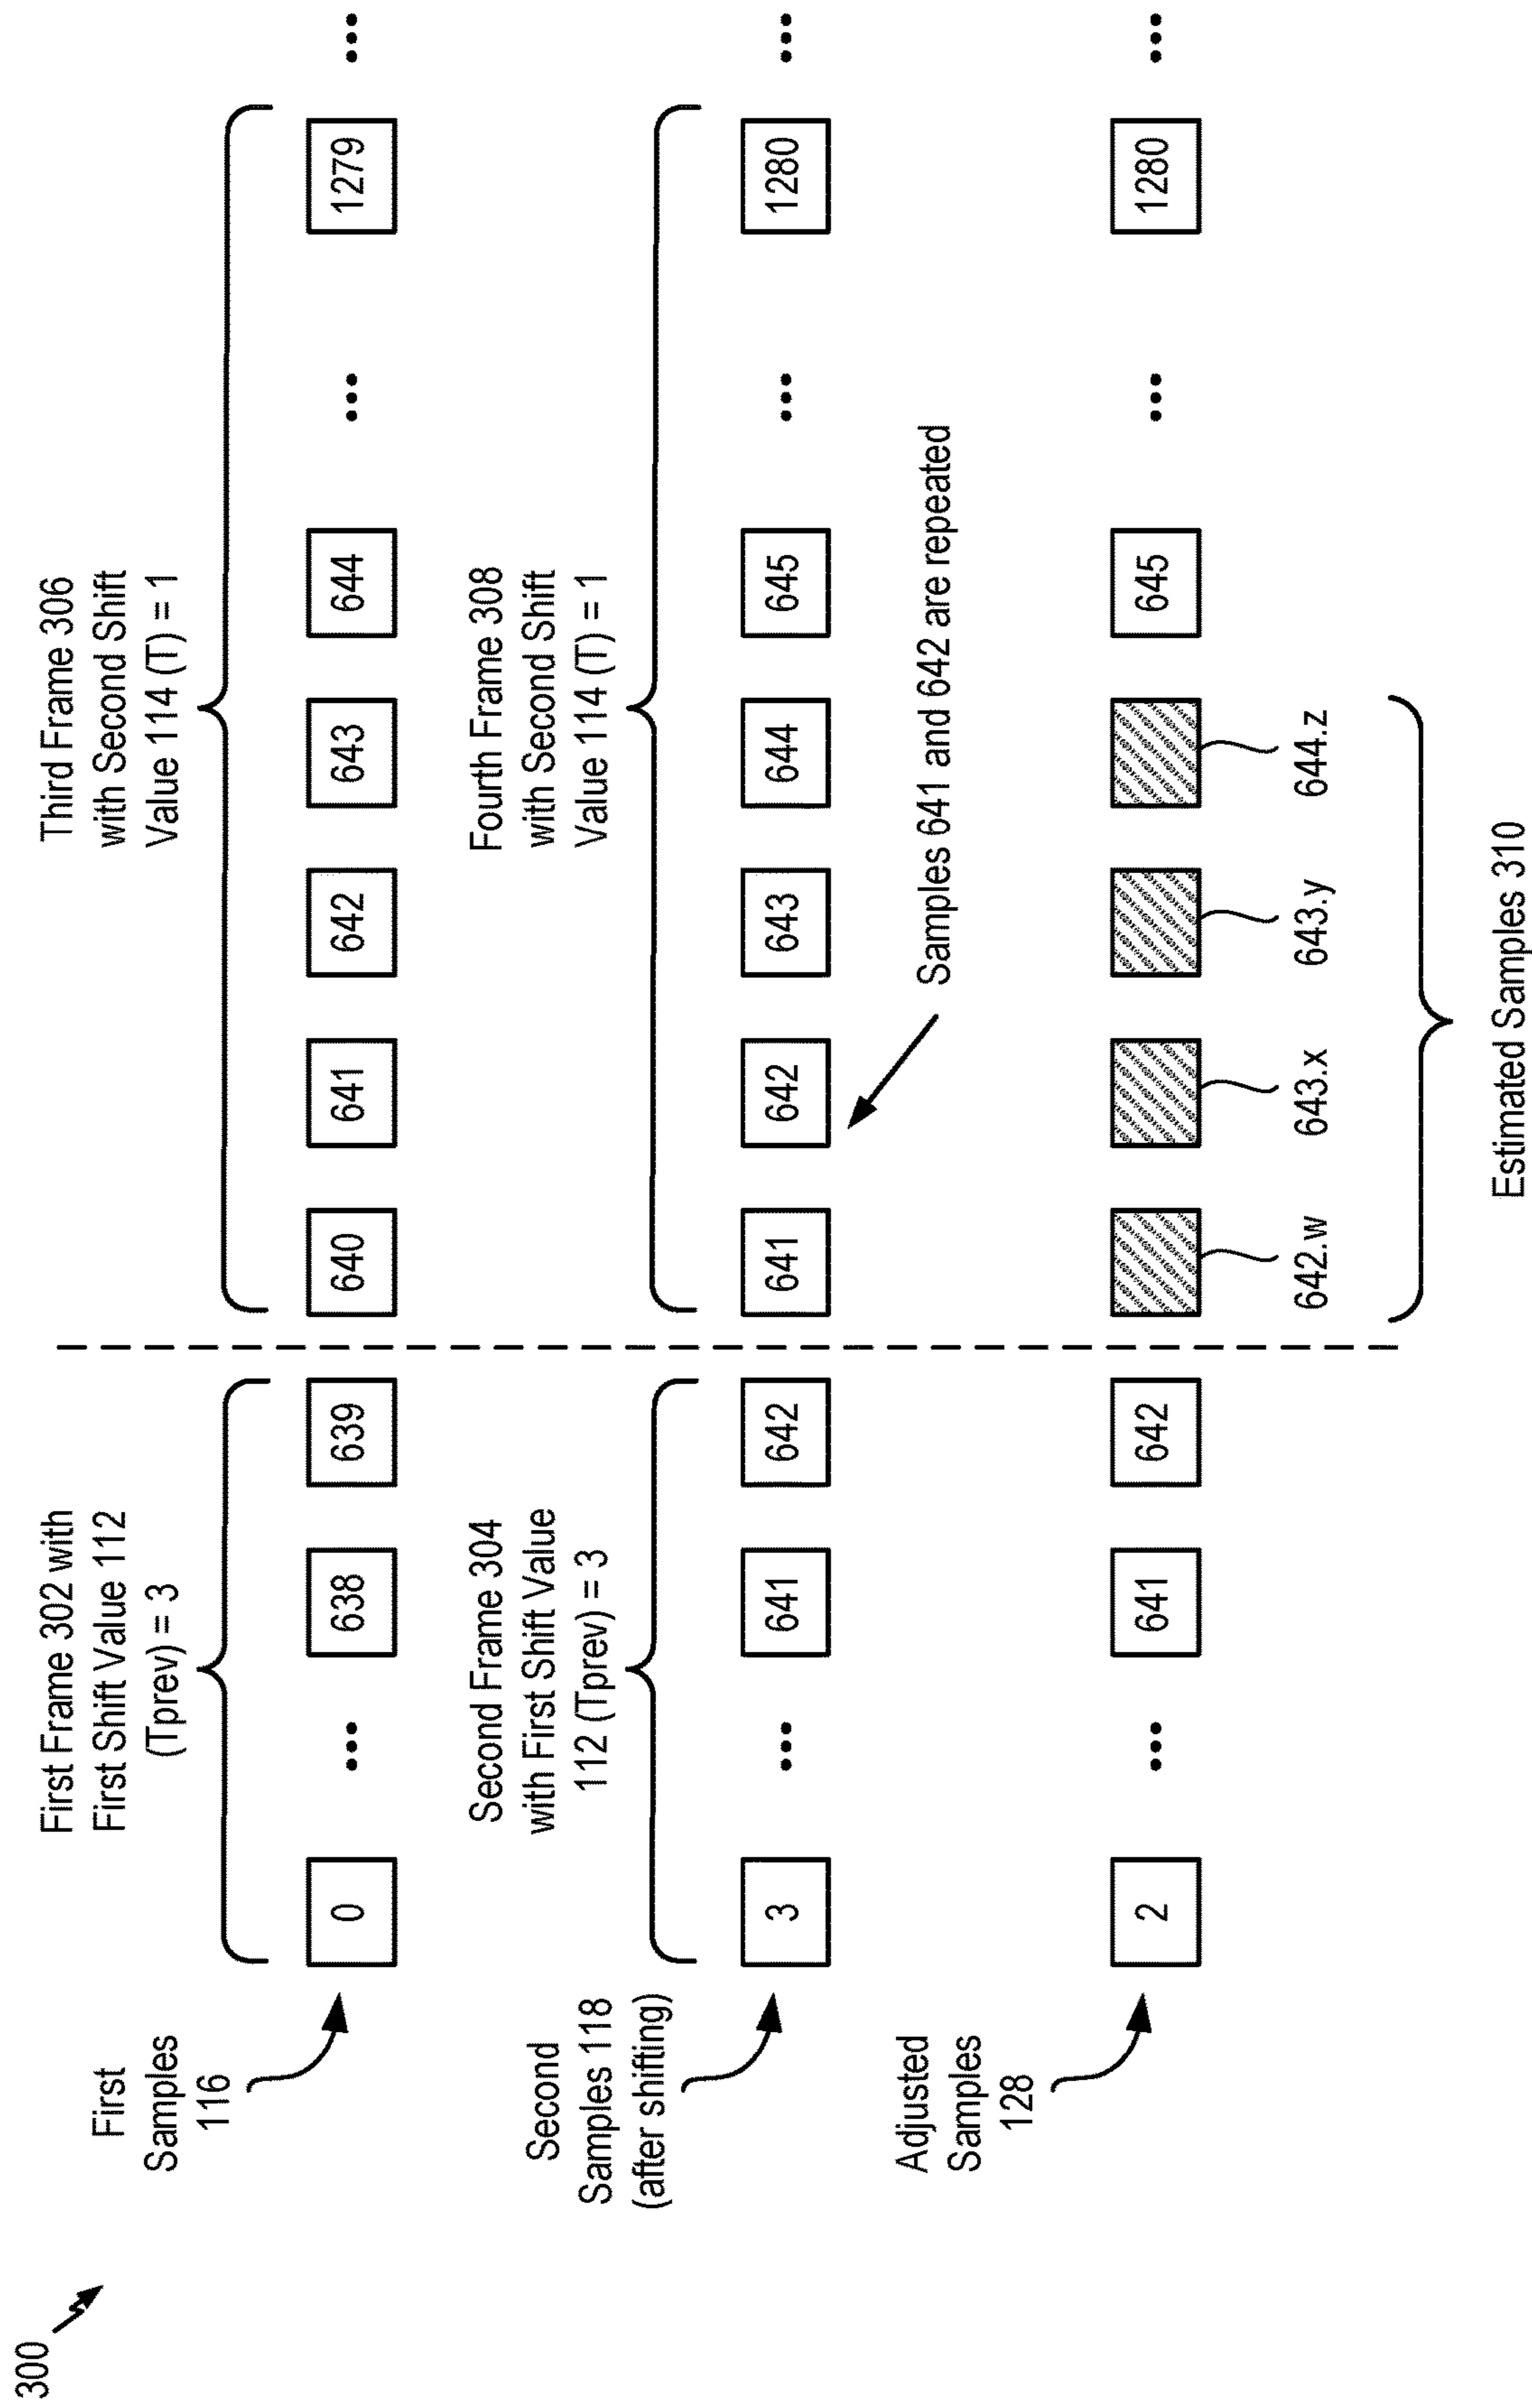 300
First Frame 302 with
First Shift Value 112
(Tprev) = 3
Third Frame 306
with Second Shift
Value 114 (T) = 1
First
Samples
116
0 ... 638 639 640 641 642 643 644 ... 1279 ...
Second Frame 304
with First Shift Value
112 (Tprev) = 3
Fourth Frame 308
with Second Shift
Value 114 (T) = 1
Second
Samples 118
(after shifting)
3 ... 641 642 641 642 643 644 645 ... 1280 ...
Samples 641 and 642 are repeated
Adjusted
Samples
128
2 ... 641 642 645 ... 1280 ...
642.w 643.x 643.y 644.z
Estimated Samples 310